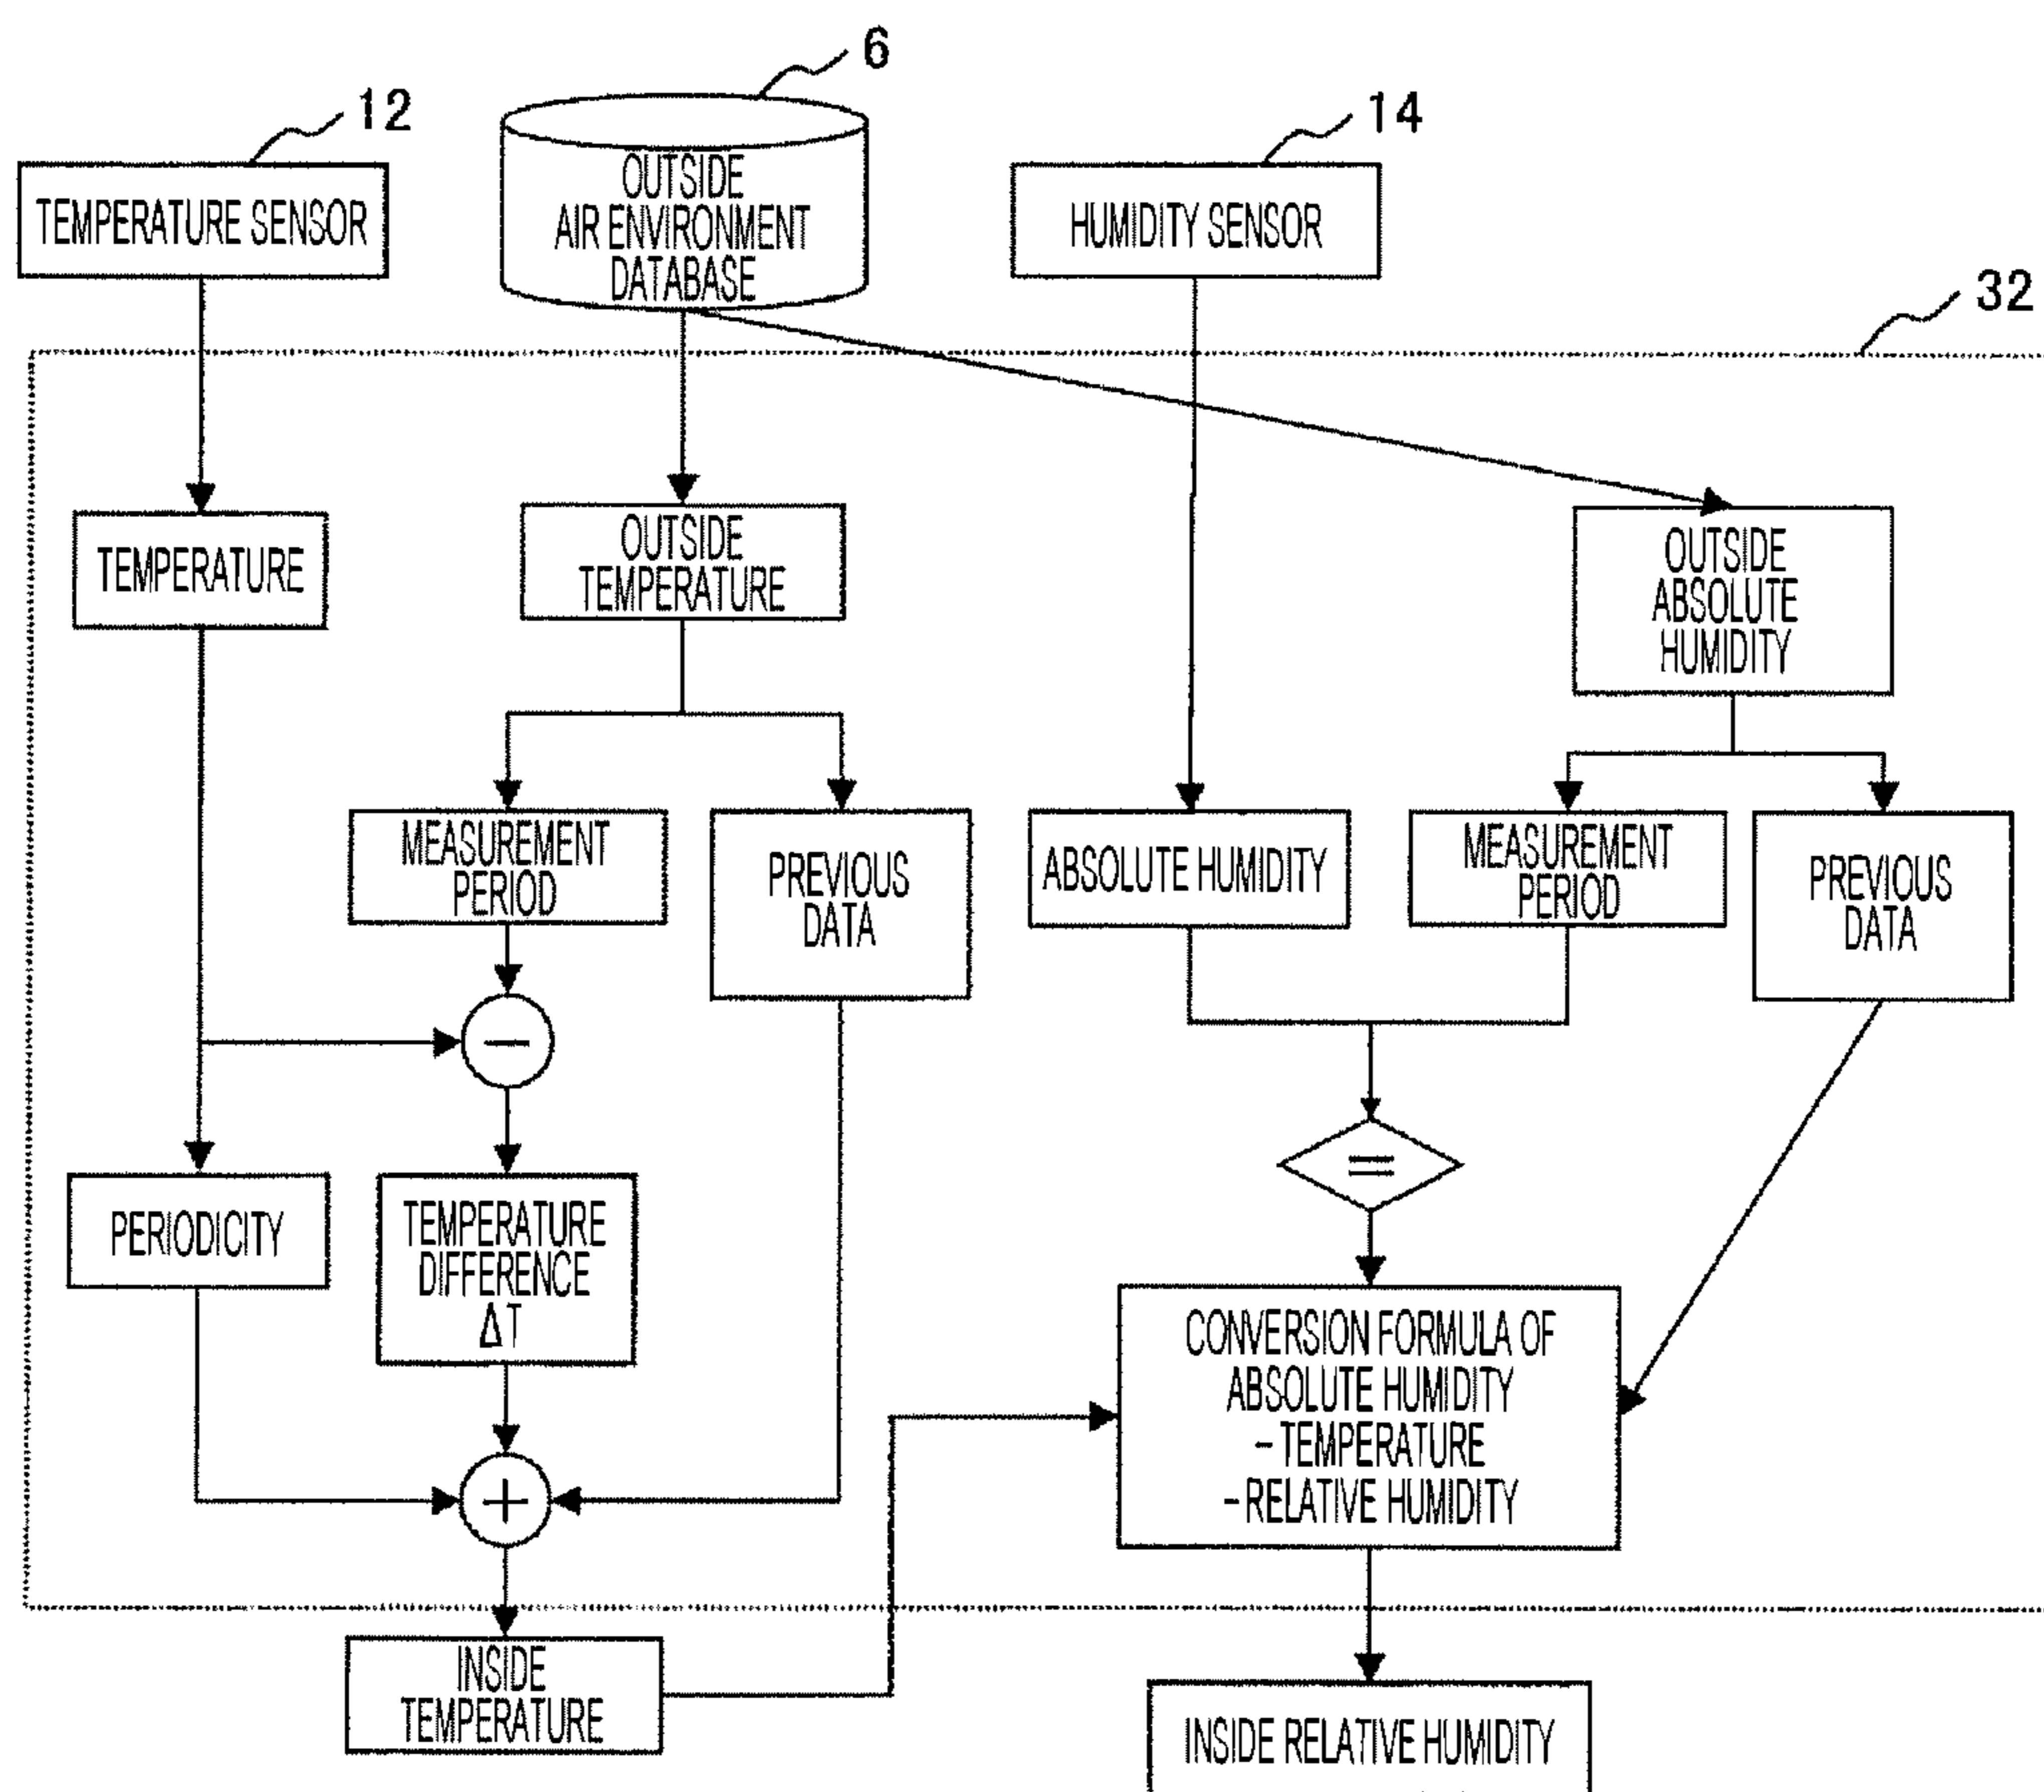 6
12
14
TEMPERATURE SENSOR
OUTSIDE
AIR ENVIRONMENT
DATABASE
HUMIDITY SENSOR
32
TEMPERATURE
OUTSIDE
TEMPERATURE
OUTSIDE
ABSOLUTE
HUMIDITY
MEASUREMENT
PERIOD
PREVIOUS
DATA
ABSOLUTE HUMIDITY
MEASUREMENT
PERIOD
PREVIOUS
DATA
−
=
PERIODICITY
TEMPERATURE
DIFFERENCE
ΔT
CONVERSION FORMULA OF
ABSOLUTE HUMIDITY
−TEMPERATURE
−RELATIVE HUMIDITY
+
INSIDE
TEMPERATURE
INSIDE RELATIVE HUMIDITY